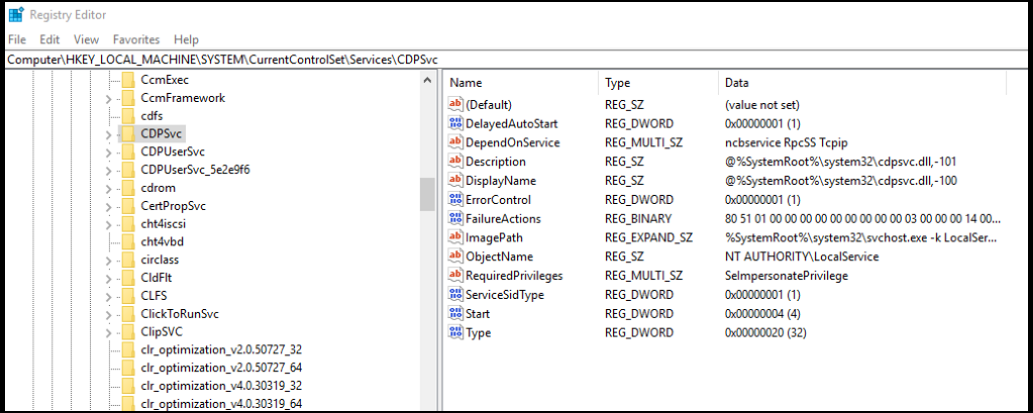 Registry Editor
File Edit View Favorites Help
Computer\HKEY_LOCAL_MACHINE\SYSTEM\CurrentControlSet\Services\CDPSvc
CcmExec
CcmFramework
cdfs
CDPSvc
CDPUserSvc
CDPUserSvc_5e2e9f6
cdrom
CertPropSvc
cht4iscsi
cht4vbd
circlass
CldFlt
CLFS
ClickToRunSvc
ClipSVC
clr_optimization_v2.0.50727_32
clr_optimization_v2.0.50727_64
clr_optimization_v4.0.30319_32
clr_optimization_v4.0.30319_64
Name Type Data
(Default) REG_SZ (value not set)
DelayedAutoStart REG_DWORD 0x00000001 (1)
DependOnService REG_MULTI_SZ ncbservice RpcSS Tcpip
Description REG_SZ @%SystemRoot%\system32\cdpsvc.dll,-101
DisplayName REG_SZ @%SystemRoot%\system32\cdpsvc.dll,-100
ErrorControl REG_DWORD 0x00000001 (1)
FailureActions REG_BINARY 80 51 01 00 00 00 00 00 00 00 00 00 03 00 00 00 14 00...
ImagePath REG_EXPAND_SZ %SystemRoot%\system32\svchost.exe -k LocalSer...
ObjectName REG_SZ NT AUTHORITY\LocalService
RequiredPrivileges REG_MULTI_SZ SeImpersonatePrivilege
ServiceSidType REG_DWORD 0x00000001 (1)
Start REG_DWORD 0x00000004 (4)
Type REG_DWORD 0x00000020 (32)